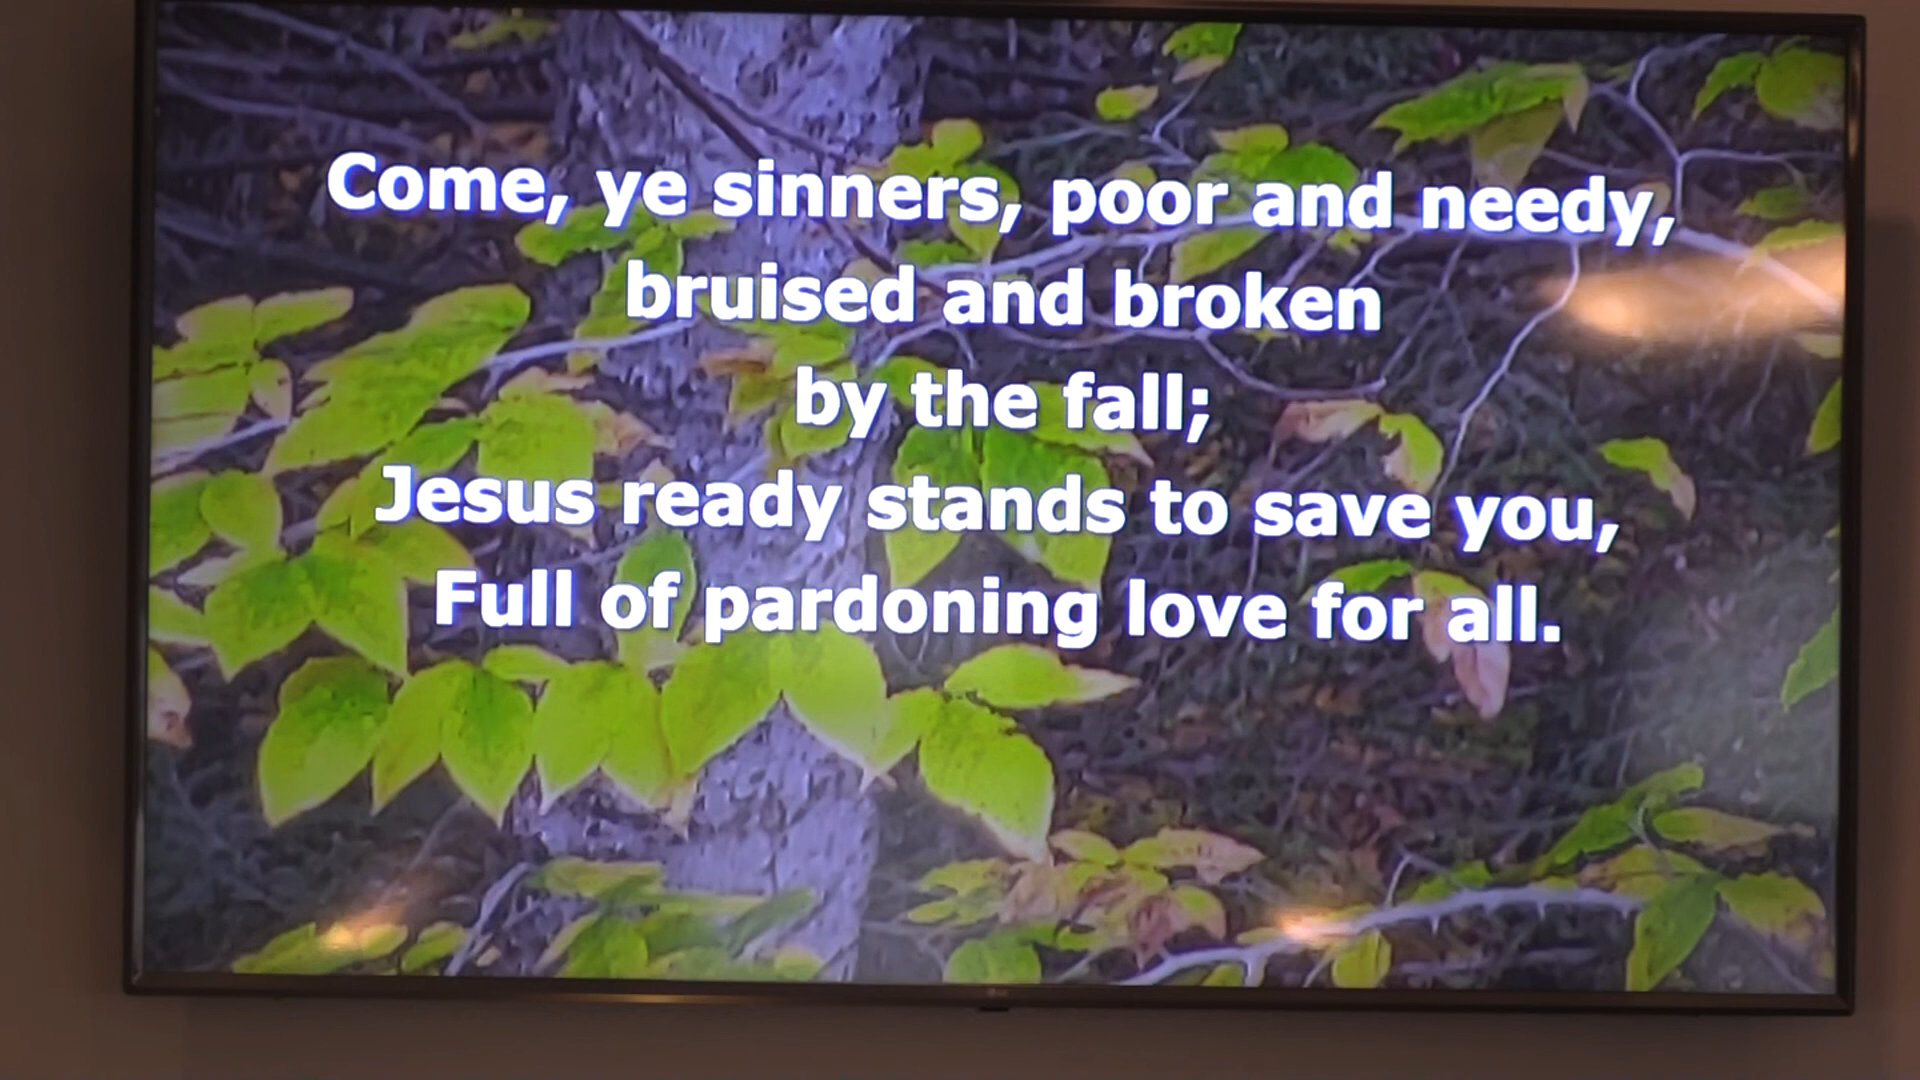 Come, ye sinners, poor and needy,
bruised and broken
by the fall;
Jesus ready stands to save you,
Full of pardoning love for all.